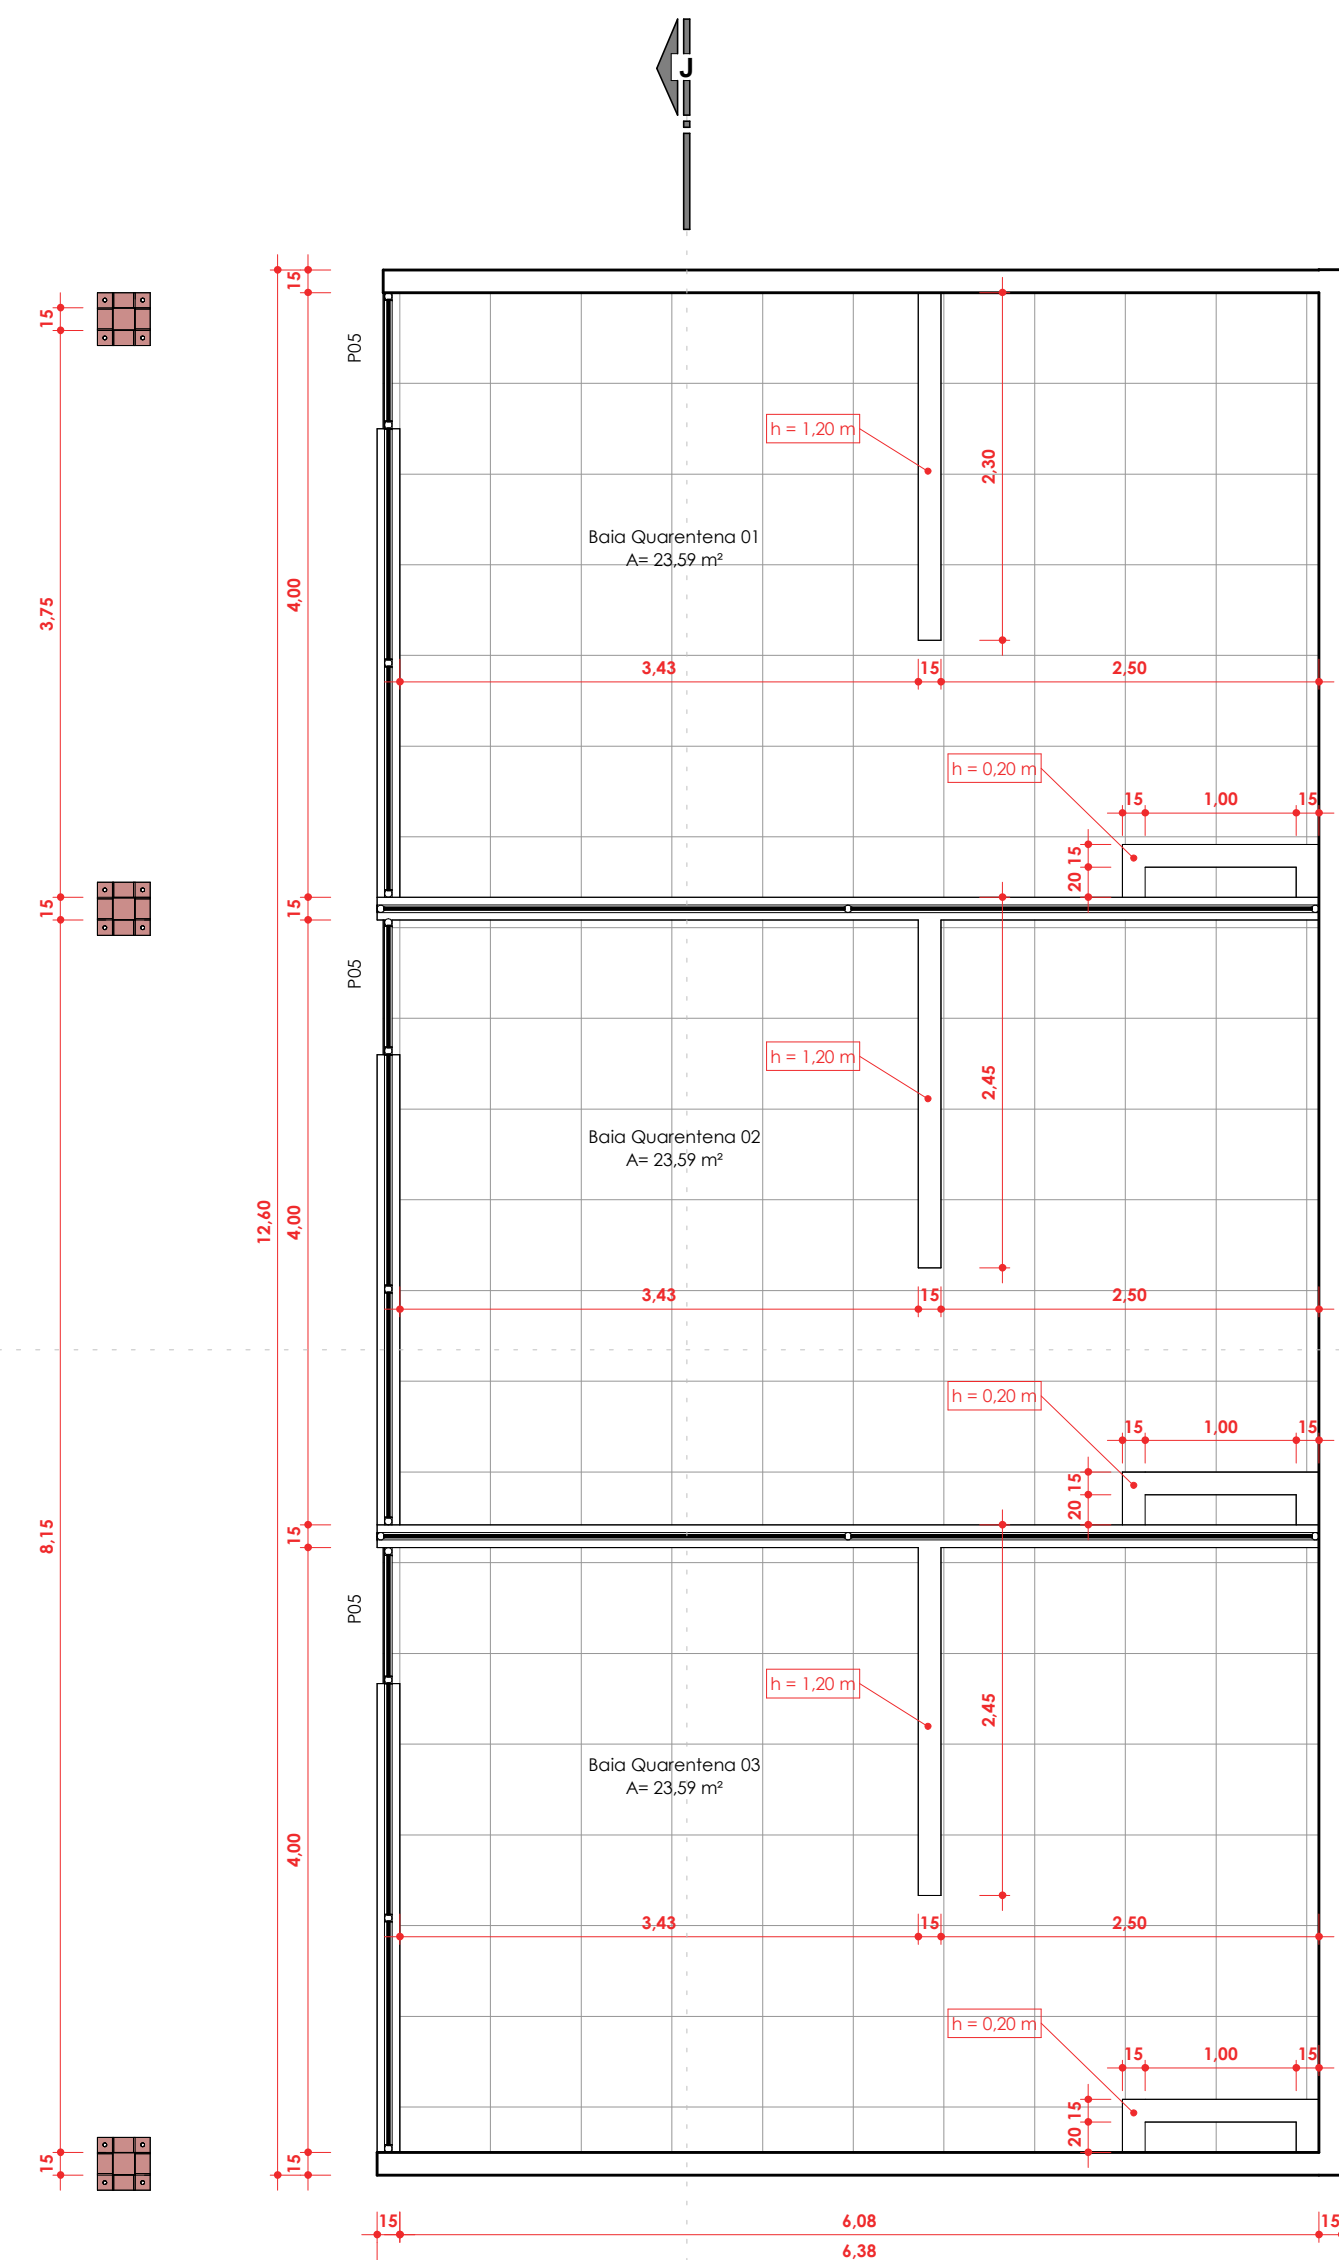 J
15
15
P05
15
h = 1,20 m
2,30
Baia Quarentena 01
A= 23,59 m²
3,75
4,00
3,43
15
2,50
h = 0,20 m
15
1,00
15
15
20
15
15
P05
h = 1,20 m
2,45
Baia Quarentena 02
A= 23,59 m²
12,60
4,00
3,43
15
2,50
h = 0,20 m
15
1,00
15
15
20
8,15
15
P05
h = 1,20 m
2,45
Baia Quarentena 03
A= 23,59 m²
4,00
3,43
15
2,50
h = 0,20 m
15
1,00
15
15
20
15
15
15
6,08
15
6,38